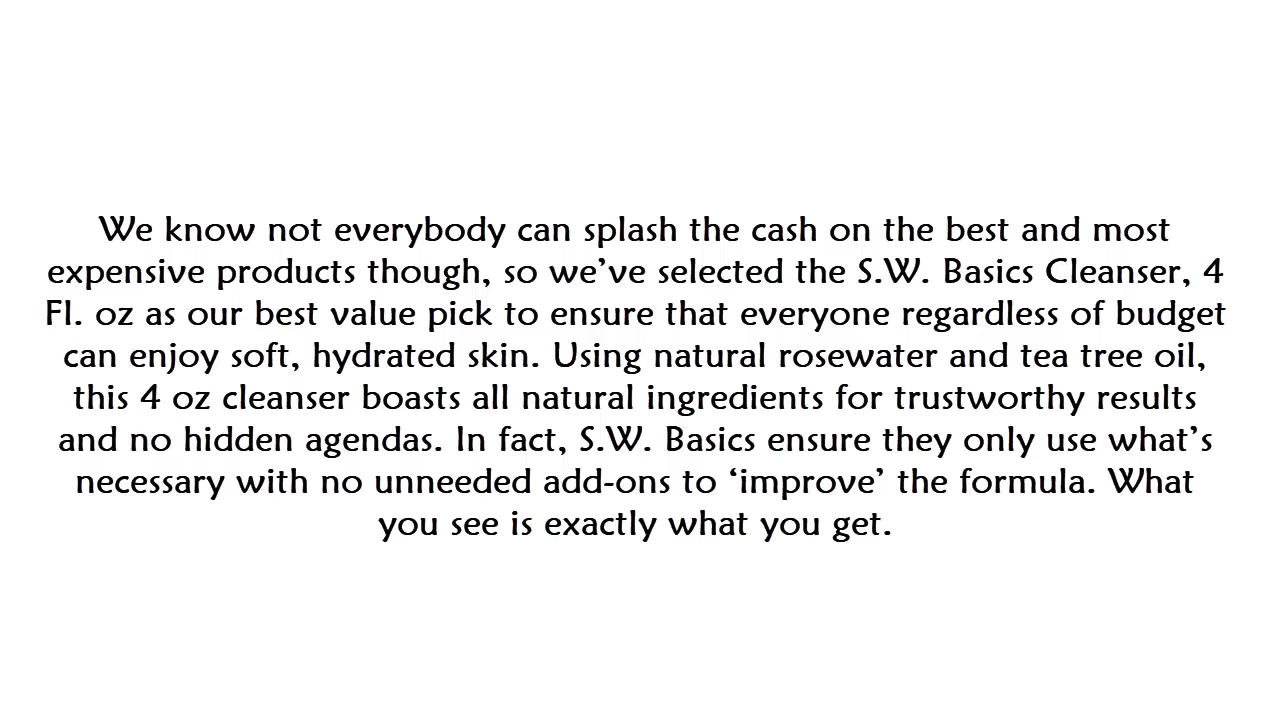 We know not everybody can splash the cash on the best and most
expensive products though, so we’ve selected the S.W. Basics Cleanser, 4
Fl. oz as our best value pick to ensure that everyone regardless of budget
can enjoy soft, hydrated skin. Using natural rosewater and tea tree oil,
this 4 oz cleanser boasts all natural ingredients for trustworthy results
and no hidden agendas. In fact, S.W. Basics ensure they only use what’s
necessary with no unneeded add-ons to ‘improve’ the formula. What
you see is exactly what you get.